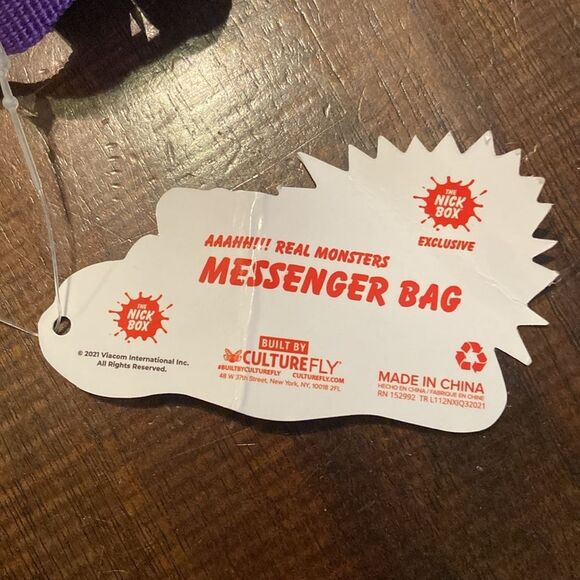 THE
NICK
BOX
EXCLUSIVE
AAAHH!!! REAL MONSTERS
MESSENGER BAG
THE
NICK
BOX
© 2021 Viacom International Inc.
All Rights Reserved.
BUILT BY
CULTUREFLY
#BUILTBYCULTUREFLY CULTUREFLY.COM
48 W 37th Street, New York, NY, 10018 2FL
MADE IN CHINA
HECHO EN CHINA / FABRIQUE EN CHINE
RN 152992 TR L112NXIQ32021